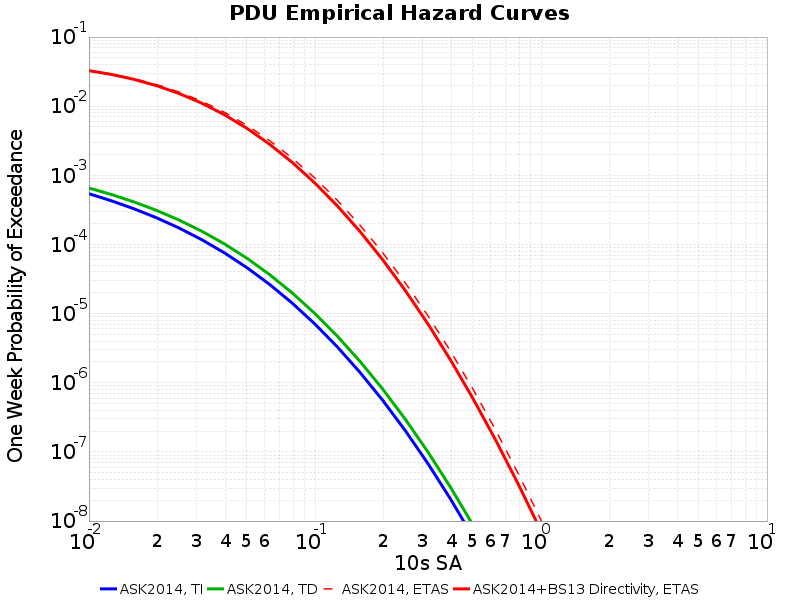 PDU Empirical Hazard Curves
One Week Probability of Exceedance
10-1
10-2
10-3
10-4
10-5
10-6
10-7
10-8
10-2 2 3 4 5 6 10-1 2 3 4 5 6 7 100 2 3 4 5 6 7 101
10s SA
ASK2014, TI ASK2014, TD ASK2014, ETAS ASK2014+BS13 Directivity, ETAS